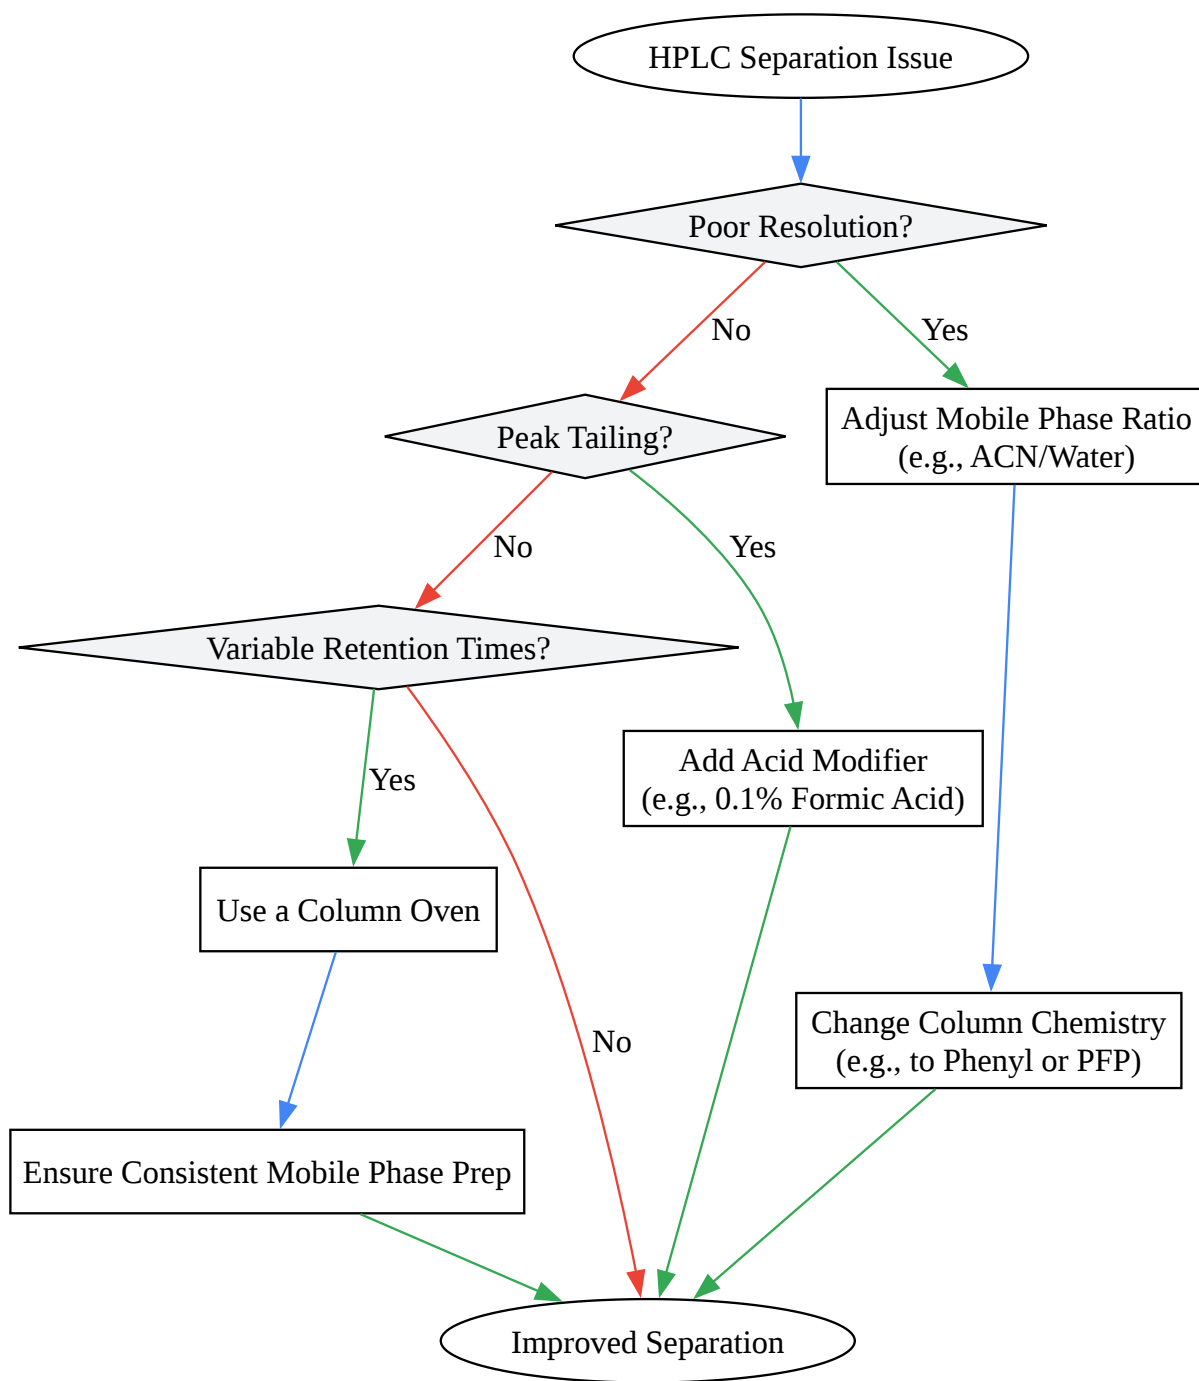 HPLC Separation Issue
Poor Resolution?
No
Yes
Adjust Mobile Phase Ratio
(e.g., ACN/Water)
Peak Tailing?
No
Yes
Variable Retention Times?
Yes
Add Acid Modifier
(e.g., 0.1% Formic Acid)
Use a Column Oven
No
Change Column Chemistry
(e.g., to Phenyl or PFP)
Ensure Consistent Mobile Phase Prep
Improved Separation